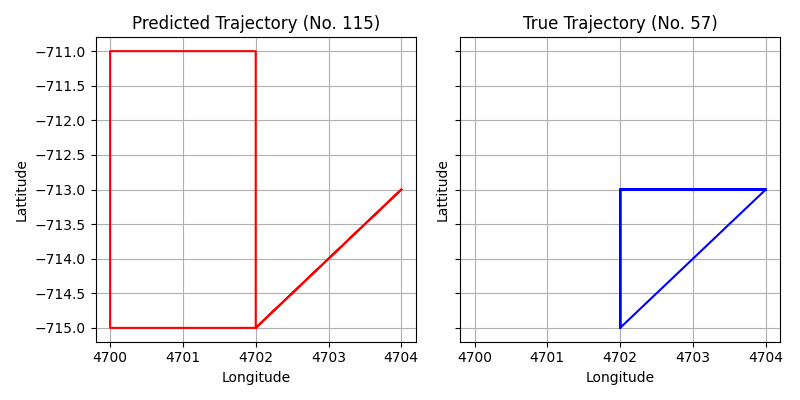 Predicted Trajectory (No. 115)
True Trajectory (No. 57)
−711.0
−711.5
−712.0
−712.5
−713.0
−713.5
−714.0
−714.5
−715.0
Lattitude
Lattitude
4700 4701 4702 4703 4704
4700 4701 4702 4703 4704
Longitude
Longitude